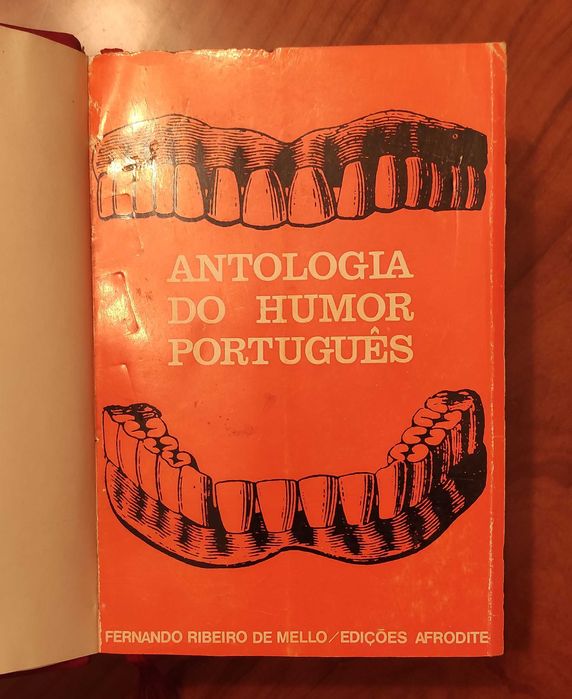 ANTOLOGIA
DO HUMOR
PORTUGUÊS
FERNANDO RIBEIRO DE MELLO/EDIÇÕES AFRODITE